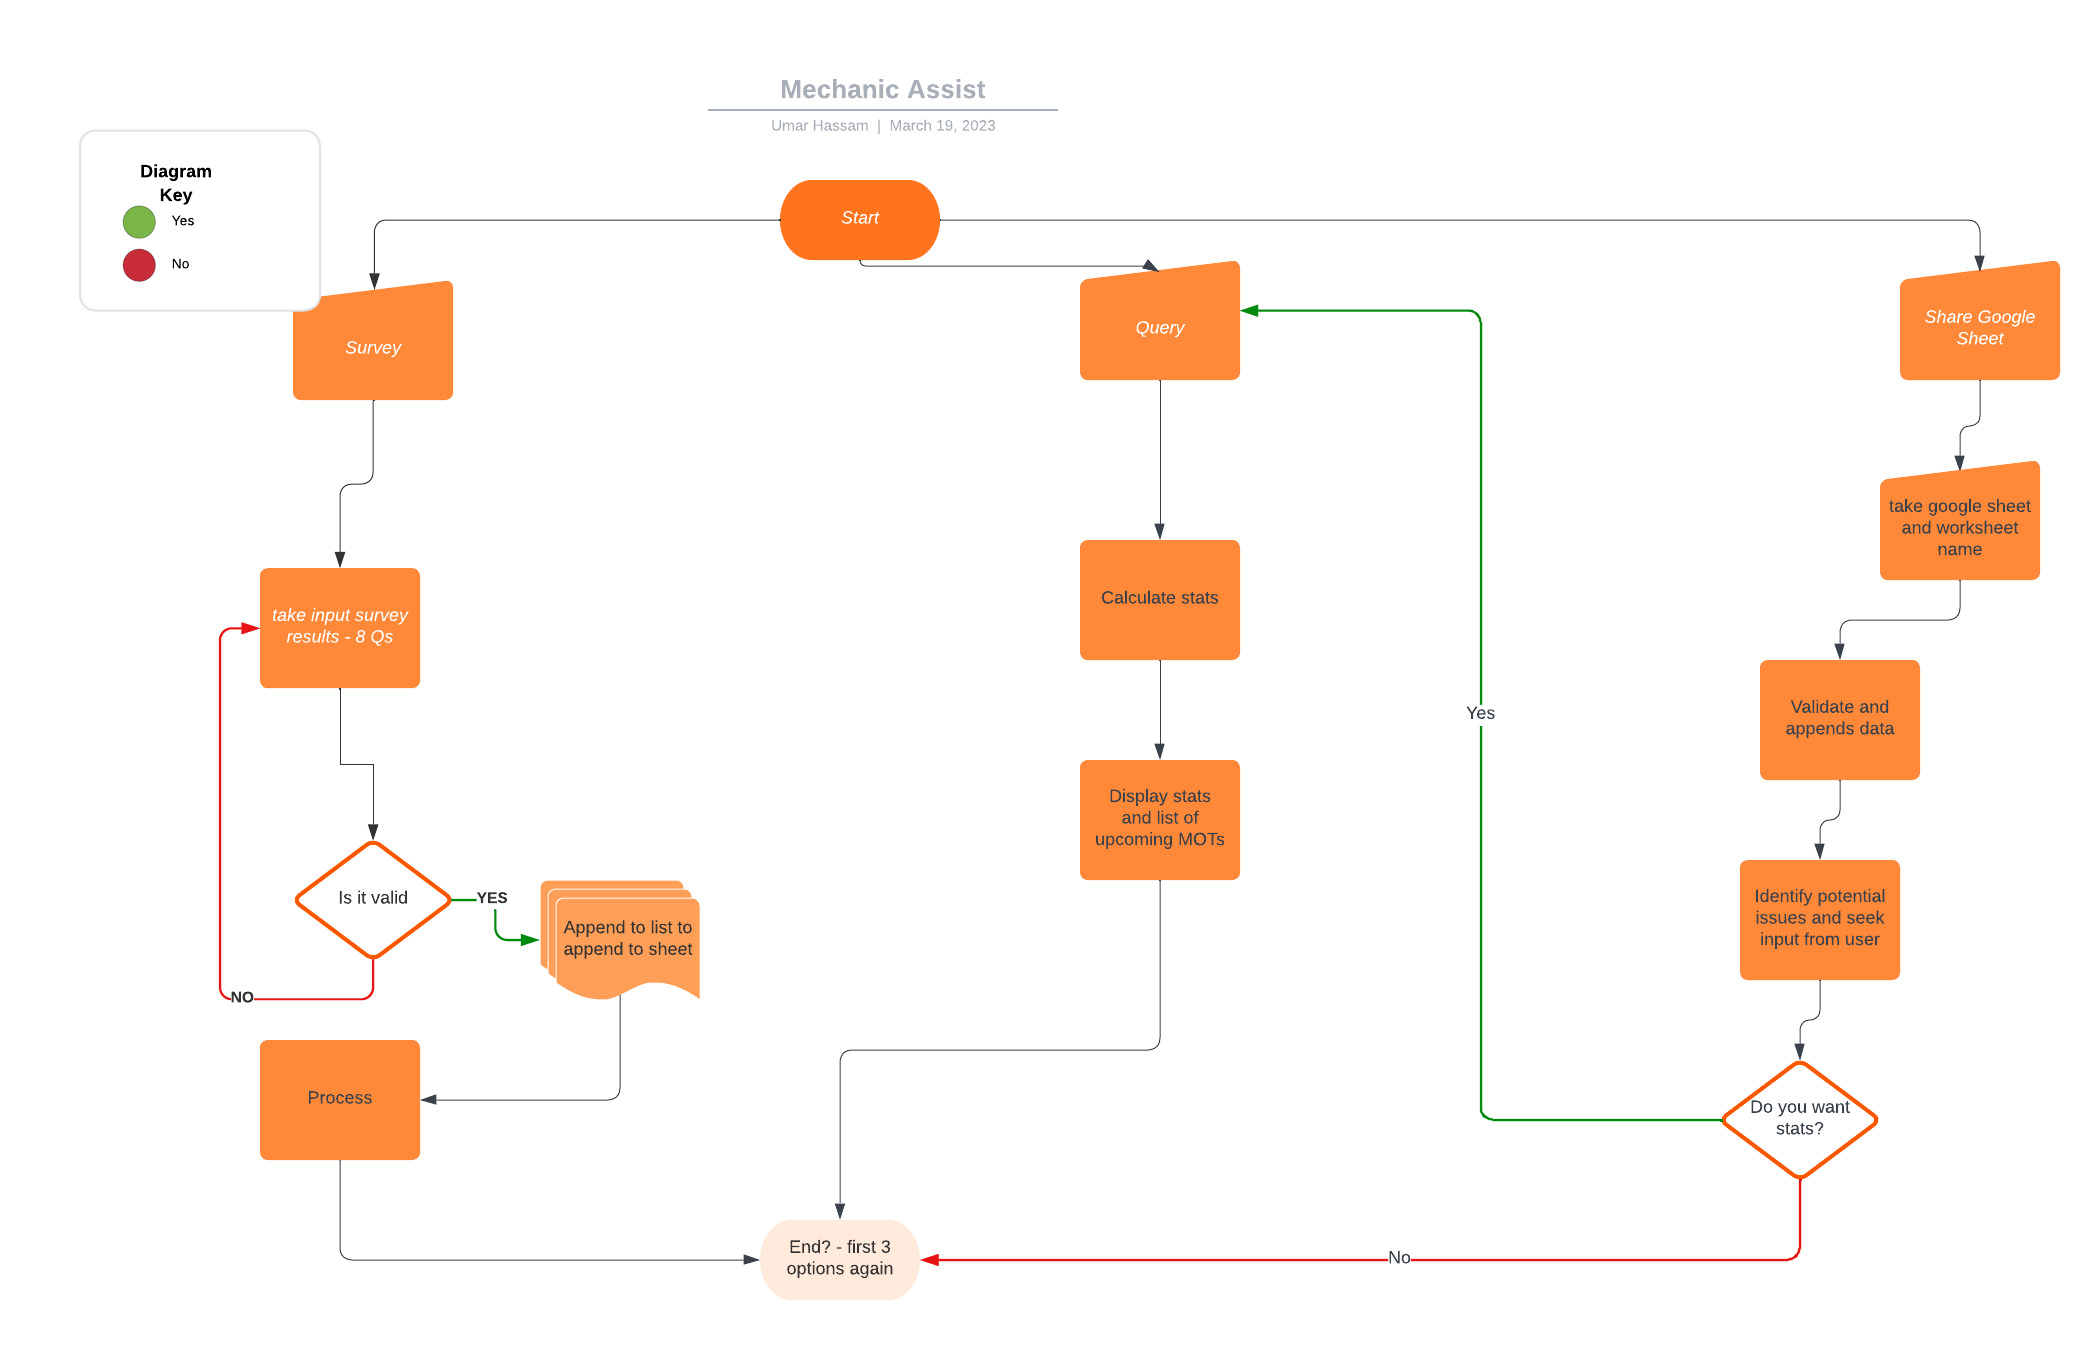 Mechanic Assist
Umar Hassam | March 19, 2023
Diagram
Key
Yes
No
Start
Survey
Query
Share Google
Sheet
take google sheet
and worksheet
name
take input survey
results - 8 Qs
Calculate stats
Validate and
appends data
Yes
Display stats
and list of
upcoming MOTs
Is it valid
YES
Append to list to
append to sheet
Identify potential
issues and seek
input from user
NO
Process
Do you want
stats?
End? - first 3
options again
No